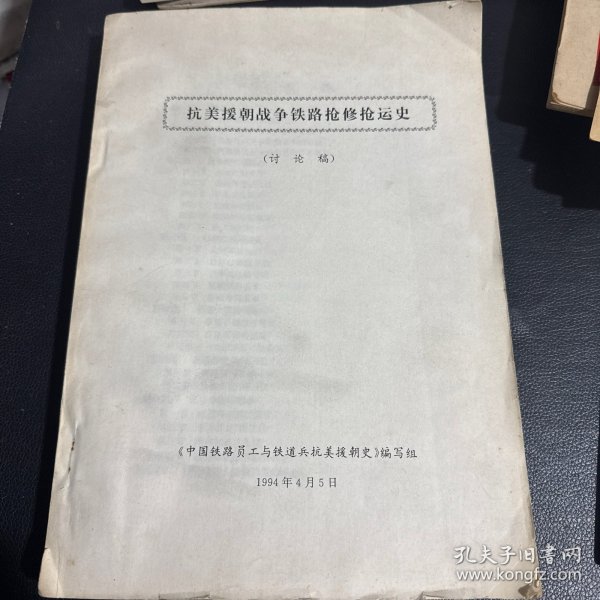 抗美援朝战争铁路抢修抢运史
（讨论稿）
《中国铁路员工与铁道兵抗美援朝史》编写组
1994年4月5日
孔夫子旧书网
www.kongfz.com